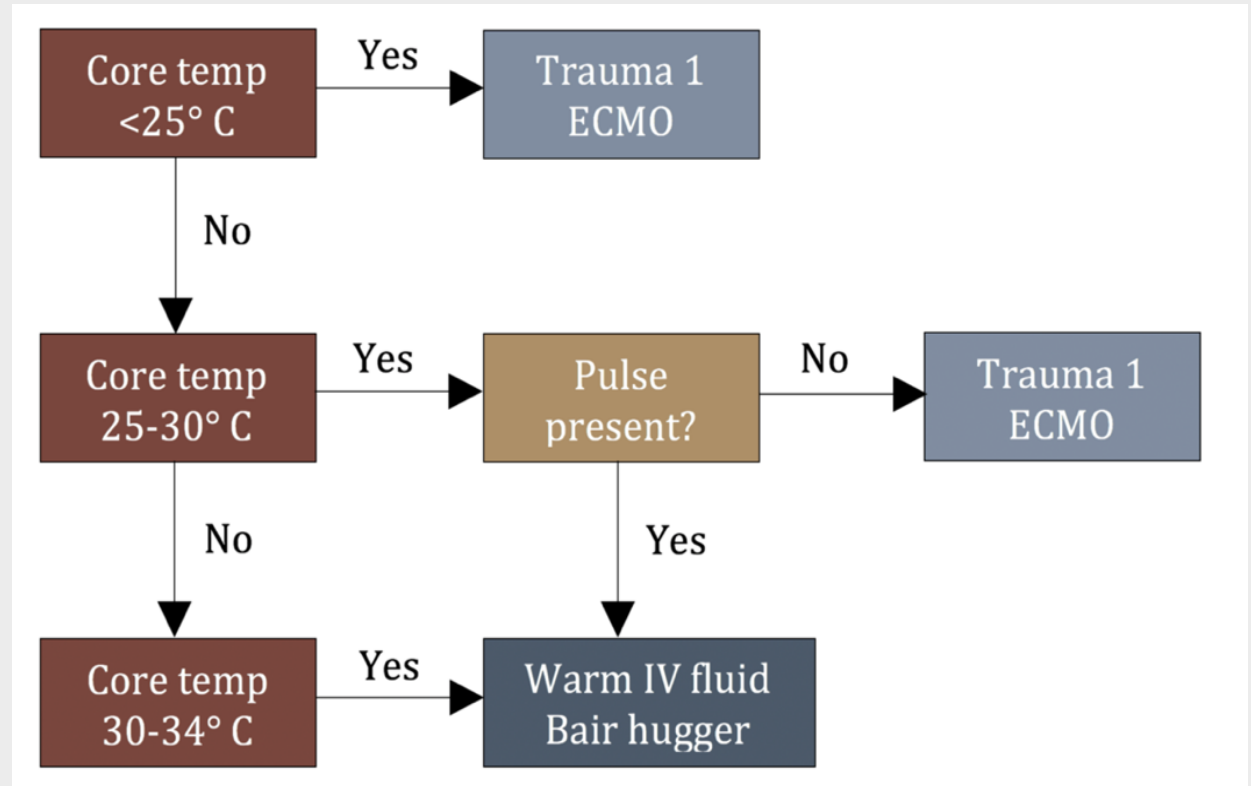 Core temp
<25° C
Yes
Trauma 1
ECMO
No
Core temp
25-30° C
Yes
Pulse
present?
No
Trauma 1
ECMO
No
Yes
Core temp
30-34° C
Yes
Warm IV fluid
Bair hugger